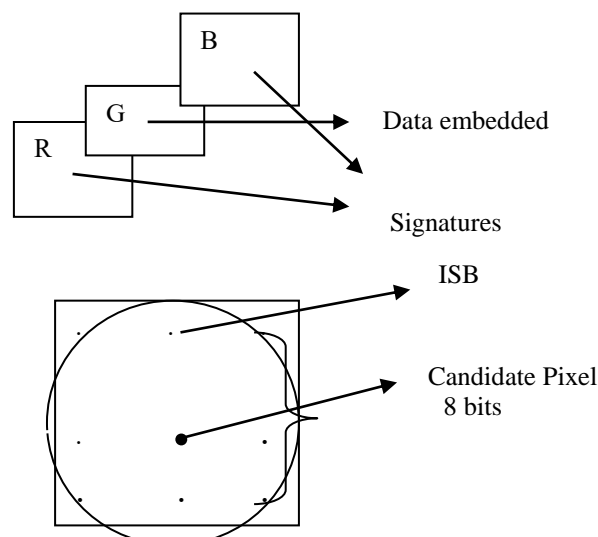 B
G
Data embedded
R
Signatures
ISB
Candidate Pixel
8 bits